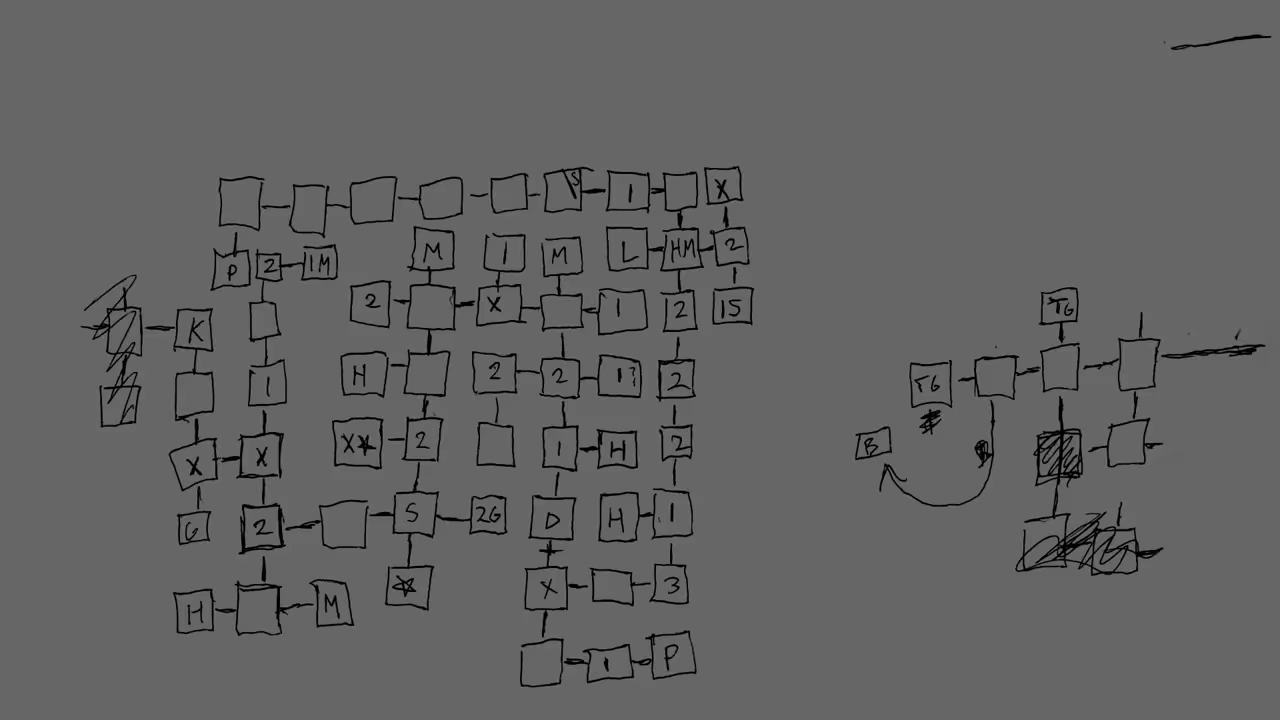 1 X
P 2 1M M 1 M L HM 2
K 2 X 1 2 15 TG
1 H 2 2 1? 2 TG
X X X* 2 1 H 2 B
G 2 S 2G D H 1
H M X 3
1 P